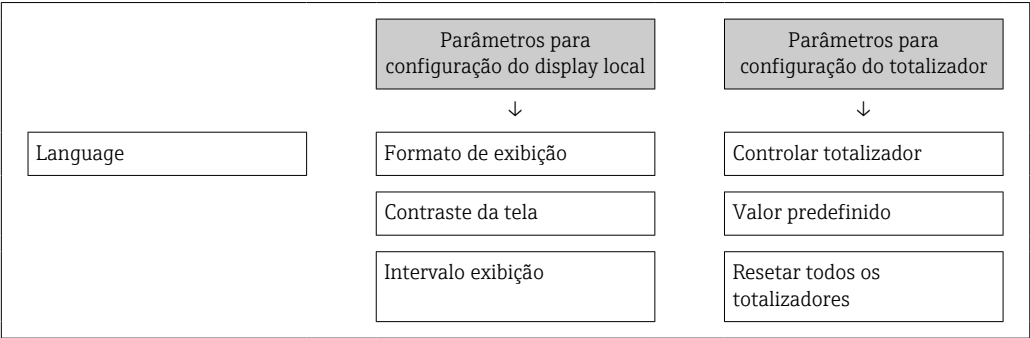 Parâmetros para
configuração do display local
Parâmetros para
configuração do totalizador
↓
↓
Language
Formato de exibição
Controlar totalizador
Contraste da tela
Valor predefinido
Intervalo exibição
Resetar todos os
totalizadores